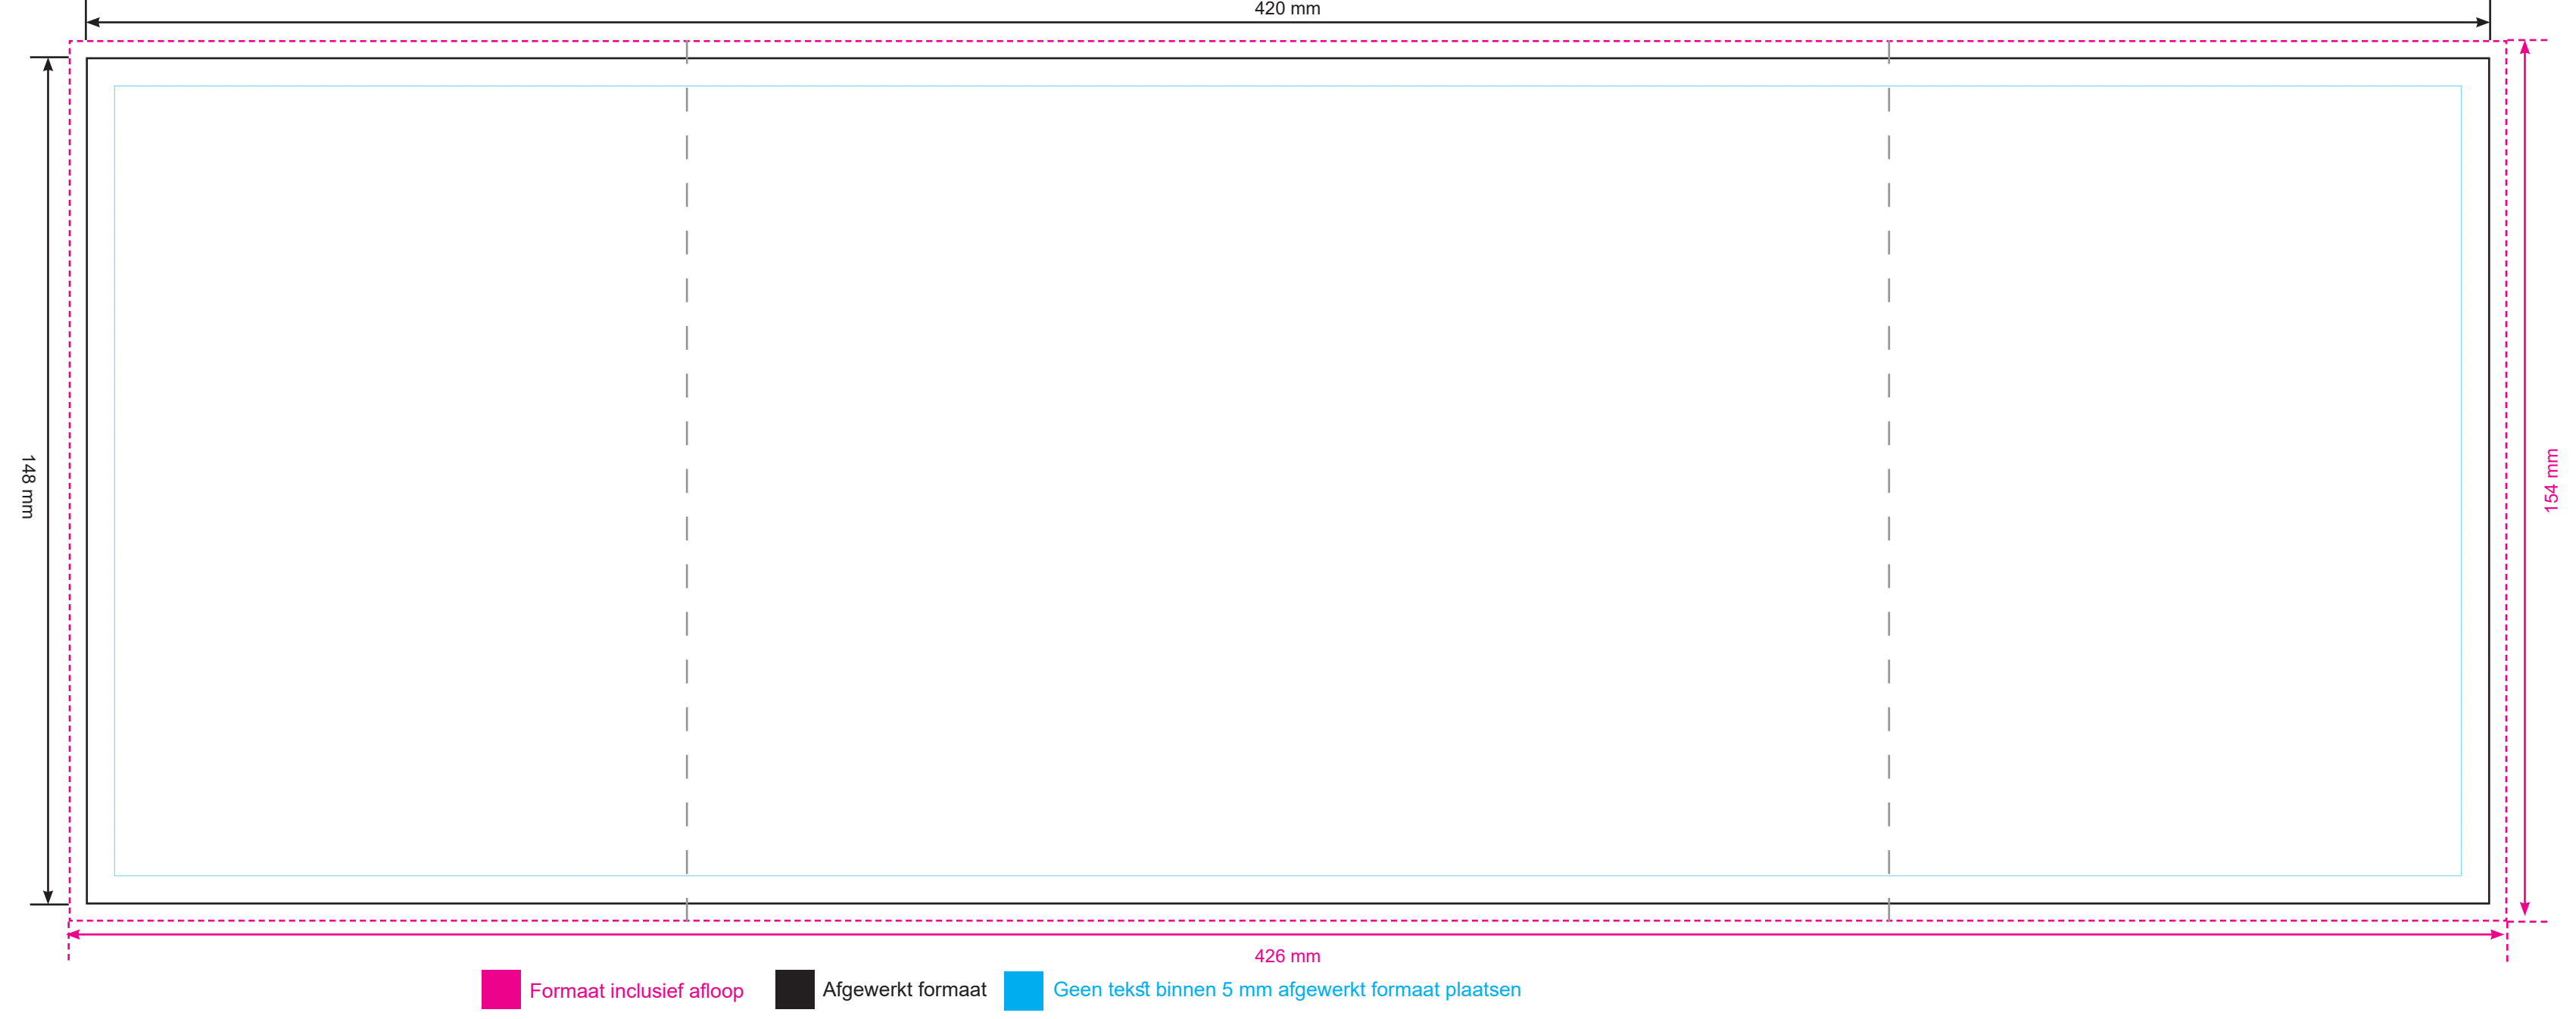 420 mm
148 mm
154 mm
426 mm
Formaat inclusief afloop
Afgewerkt formaat
Geen tekst binnen 5 mm afgewerkt formaat plaatsen